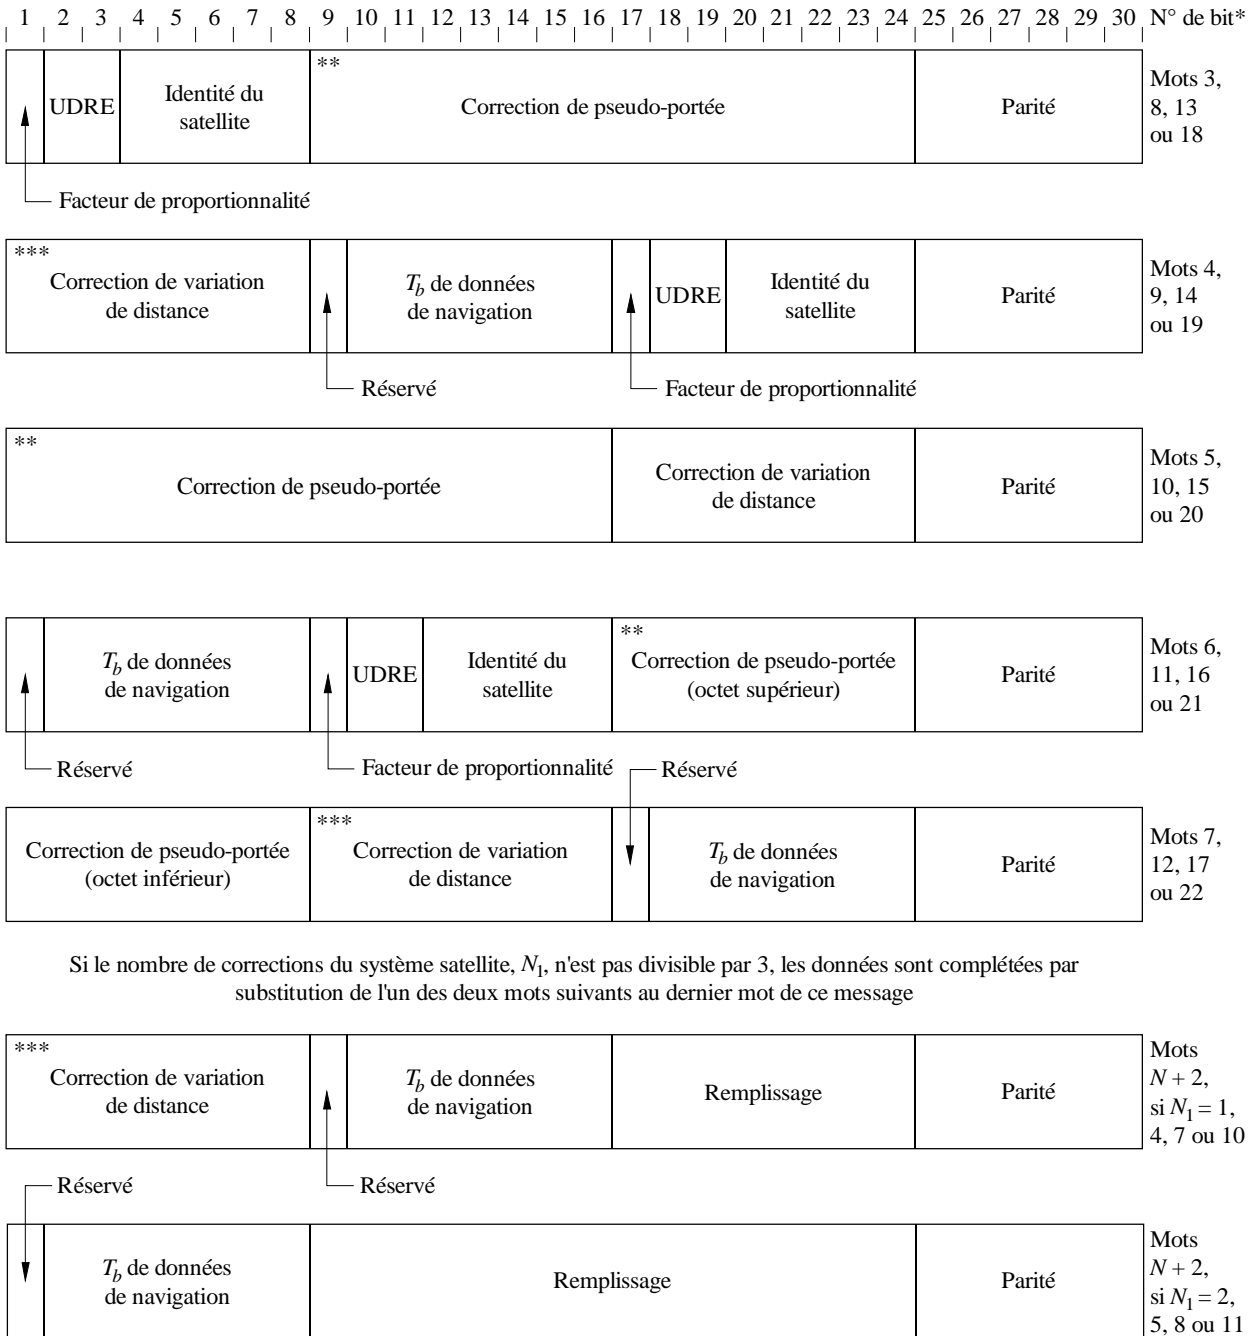 1 2 3 4 5 6 7 8 9 10 11 12 13 14 15 16 17 18 19 20 21 22 23 24 25 26 27 28 29 30 N° de bit*
UDRE
Identité du
satellite
**
Correction de pseudo-portée
Parité
Mots 3,
8, 13
ou 18
Facteur de proportionnalité
***
Correction de variation
de distance
T_b de données
de navigation
UDRE
Identité du
satellite
Parité
Mots 4,
9, 14
ou 19
Réservé
Facteur de proportionnalité
**
Correction de pseudo-portée
Correction de variation
de distance
Parité
Mots 5,
10, 15
ou 20
T_b de données
de navigation
UDRE
Identité du
satellite
**
Correction de pseudo-portée
(octet supérieur)
Parité
Mots 6,
11, 16
ou 21
Réservé
Facteur de proportionnalité
Réservé
Correction de pseudo-portée
(octet inférieur)
***
Correction de variation
de distance
T_b de données
de navigation
Parité
Mots 7,
12, 17
ou 22
Si le nombre de corrections du système satellite, N_1, n'est pas divisible par 3, les données sont complétées par
substitution de l'un des deux mots suivants au dernier mot de ce message
***
Correction de variation
de distance
T_b de données
de navigation
Remplissage
Parité
Mots
N + 2,
si N_1 = 1,
4, 7 ou 10
Réservé
Réservé
T_b de données
de navigation
Remplissage
Parité
Mots
N + 2,
si N_1 = 2,
5, 8 ou 11